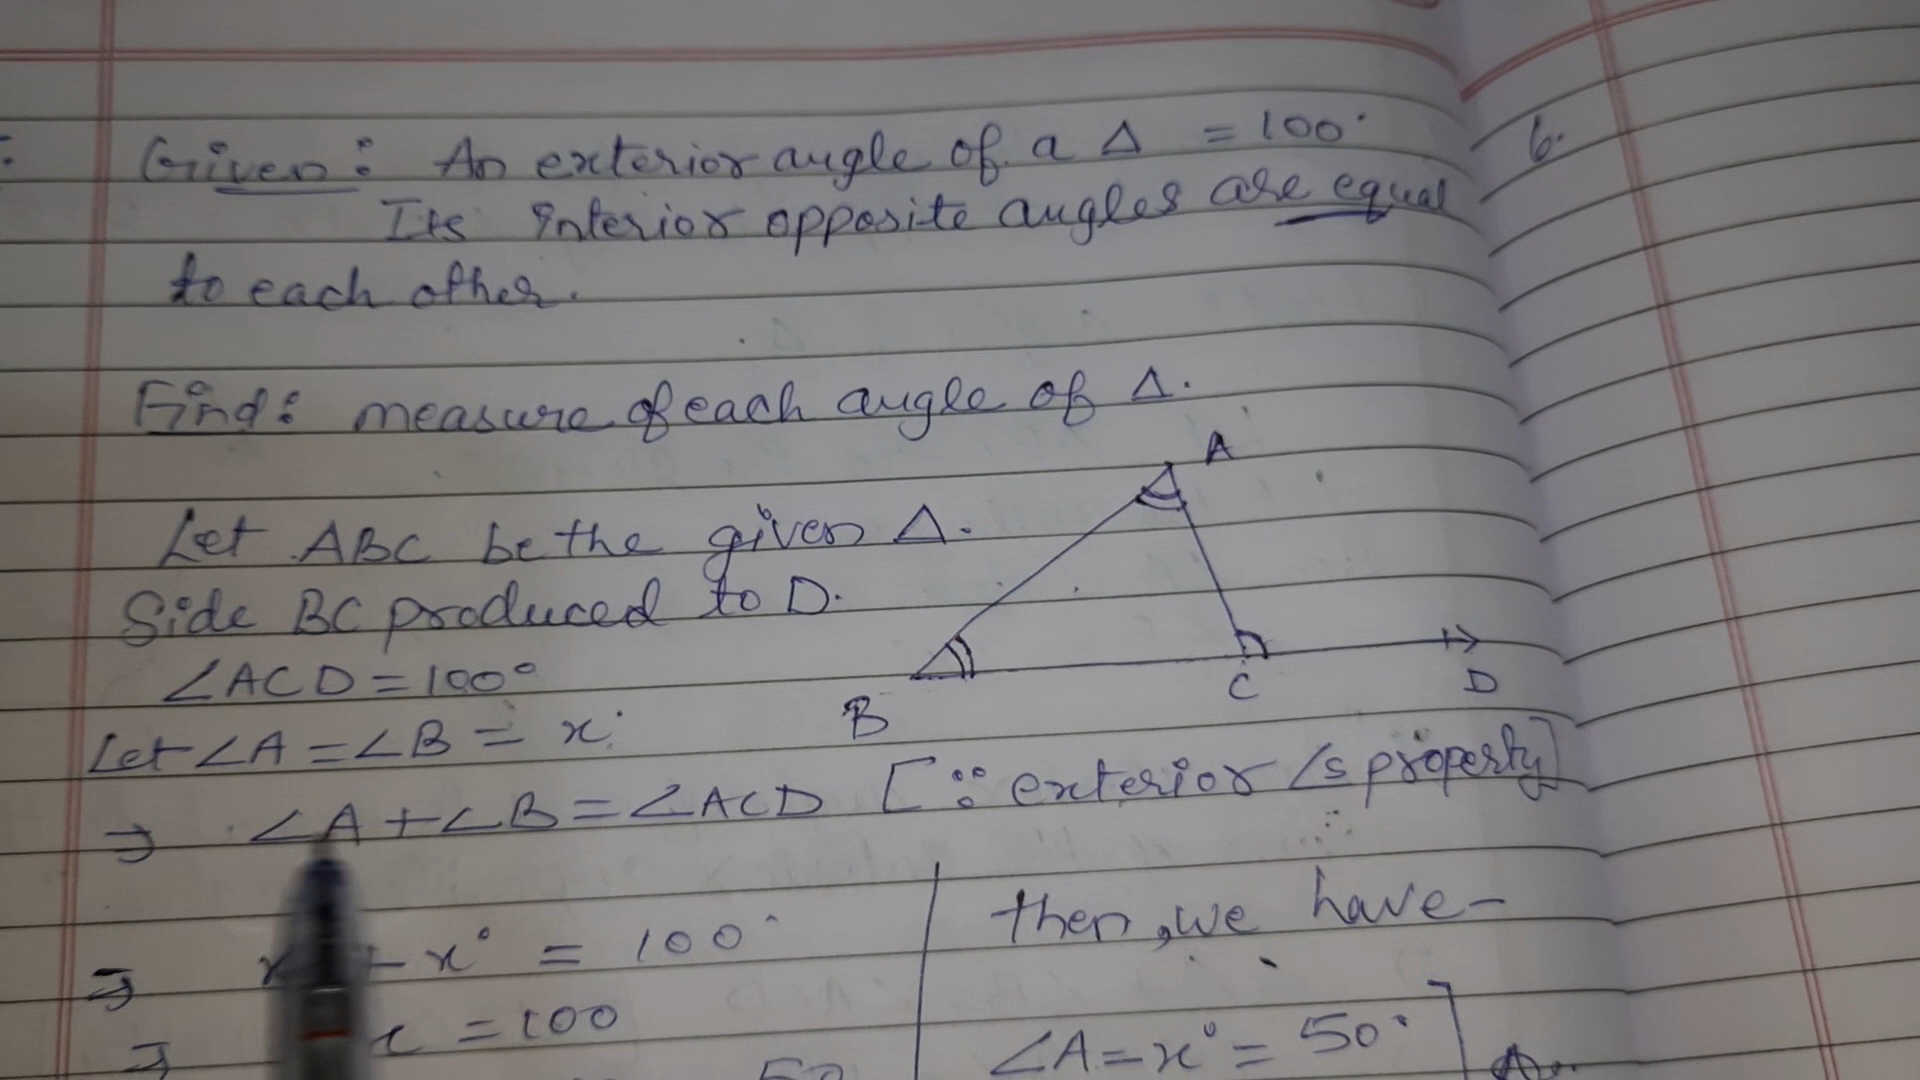 Given: An exterior angle of a Δ = 100°
Its interior opposite angles are equal
to each other.
6.
Find: measure of each angle of Δ.
A
Let ABC be the given Δ.
Side BC produced to D.
∠ACD = 100°
B
C
D
Let ∠A = ∠B = x°
⇒ ∠A + ∠B = ∠ACD [∵ exterior ∠s property]
⇒ x° + x° = 100°
⇒ x = 100
50
then, we have-
∠A = x° = 50°